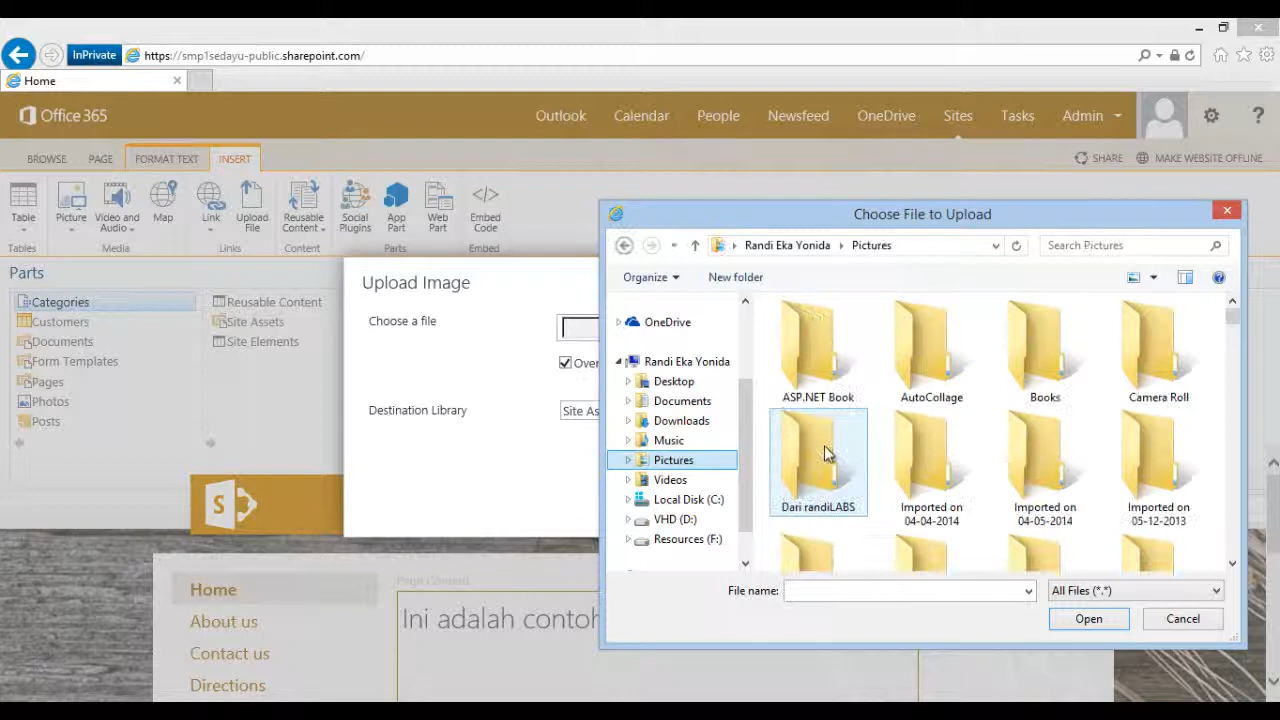 InPrivate https://smp1sedayu-public.sharepoint.com/
Home
Office 365 Outlook Calendar People Newsfeed OneDrive Sites Tasks Admin ?
BROWSE PAGE FORMAT TEXT INSERT SHARE MAKE WEBSITE OFFLINE
Table Picture Video and Audio Map Link Upload File Reusable Content Social Plugins App Part Web Part Embed Code
Tables Media Links Content Parts Embed
Parts
Categories
Customers
Documents
Form Templates
Pages
Photos
Posts
Reusable Content
Site Assets
Site Elements
Upload Image
Choose a file
Over
Destination Library Site As
Choose File to Upload
Randi Eka Yonida Pictures Search Pictures
Organize New folder
OneDrive
Randi Eka Yonida
Desktop
Documents
Downloads
Music
Pictures
Videos
Local Disk (C:)
VHD (D:)
Resources (F:)
ASP.NET Book AutoCollage Books Camera Roll
Dari randiLABS Imported on 04-04-2014 Imported on 04-05-2014 Imported on 05-12-2013
File name: All Files (*.*)
Open Cancel
S
Home
About us
Contact us
Directions
Page Content
Ini adalah contoh